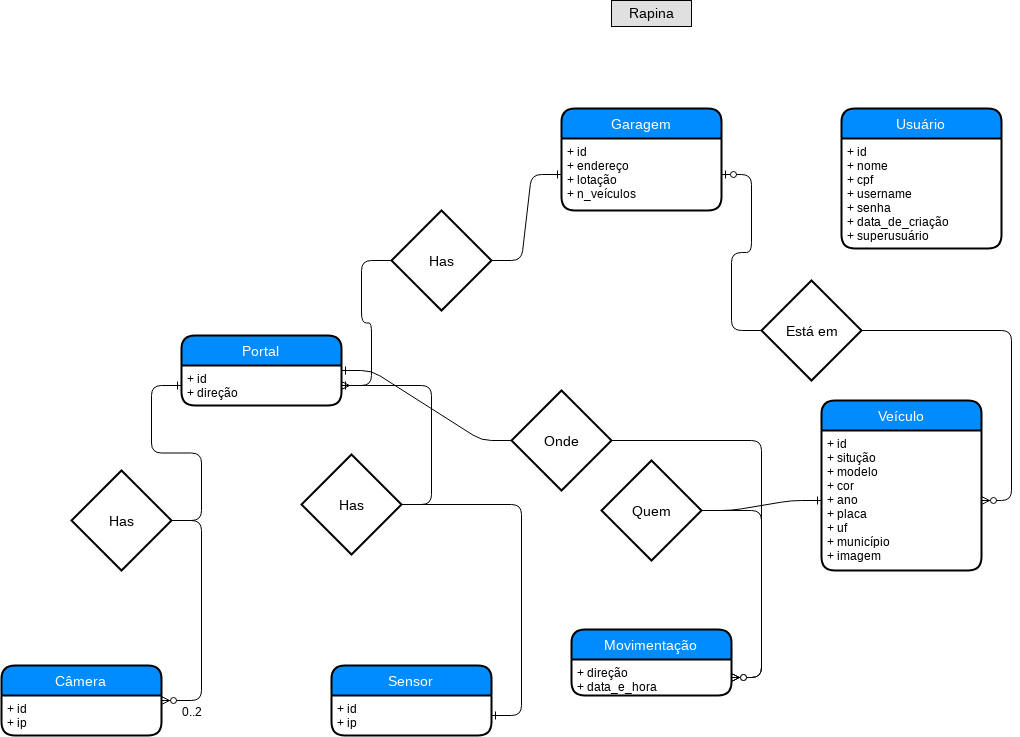 Rapina
Garagem
+ id
+ endereço
+ lotação
+ n_veículos
Usuário
+ id
+ nome
+ cpf
+ username
+ senha
+ data_de_criação
+ superusuário
Has
Está em
Portal
+ id
+ direção
Onde
Veículo
+ id
+ situção
+ modelo
+ cor
+ ano
+ placa
+ uf
+ município
+ imagem
Has
Has
Quem
Movimentação
+ direção
+ data_e_hora
Câmera
+ id
+ ip
0..2
Sensor
+ id
+ ip